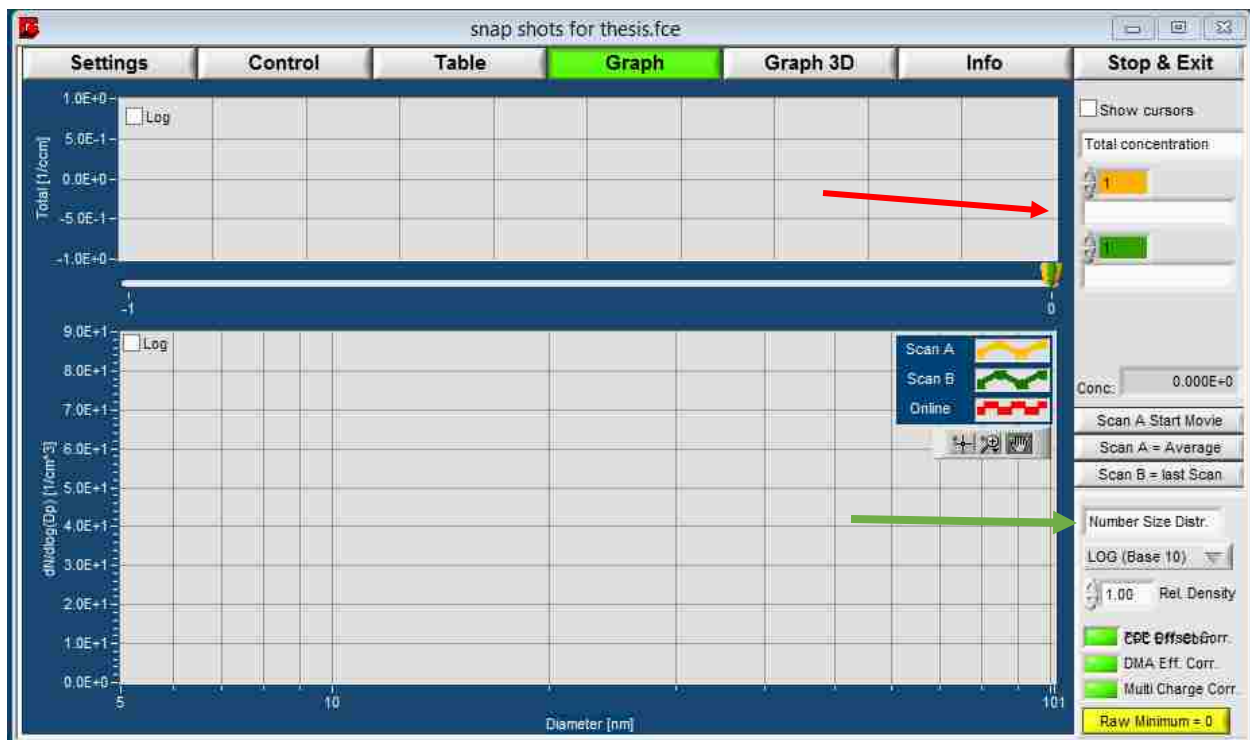 snap shots for thesis.fce
Settings Control Table Graph Graph 3D Info Stop & Exit
Log
1.0E+0
5.0E-1
0.0E+0
-5.0E-1
-1.0E+0
Total [1/ccm]
-1 0
Show cursors
Total concentration
1
1
Log
9.0E+1
8.0E+1
7.0E+1
6.0E+1
5.0E+1
4.0E+1
3.0E+1
2.0E+1
1.0E+1
0.0E+0
dN/dlog(Dp) [1/cm^3]
5 10 101
Diameter [nm]
Scan A
Scan B
Online
Conc: 0.000E+0
Scan A Start Movie
Scan A = Average
Scan B = last Scan
Number Size Distr.
LOG (Base 10)
1.00 Rel. Density
Corr.
DMA Eff. Corr.
Multi Charge Corr.
Raw Minimum = 0